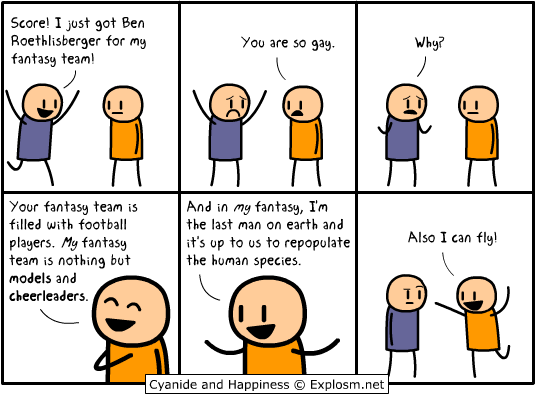 Score! I just got Ben
Roethlisberger for my
fantasy team!
You are so gay.
Why?
Your fantasy team is
filled with football
players. My fantasy
team is nothing but
models and
cheerleaders.
And in my fantasy, I'm
the last man on earth and
it's up to us to repopulate
the human species.
Also I can fly!
Cyanide and Happiness © Explosm.net